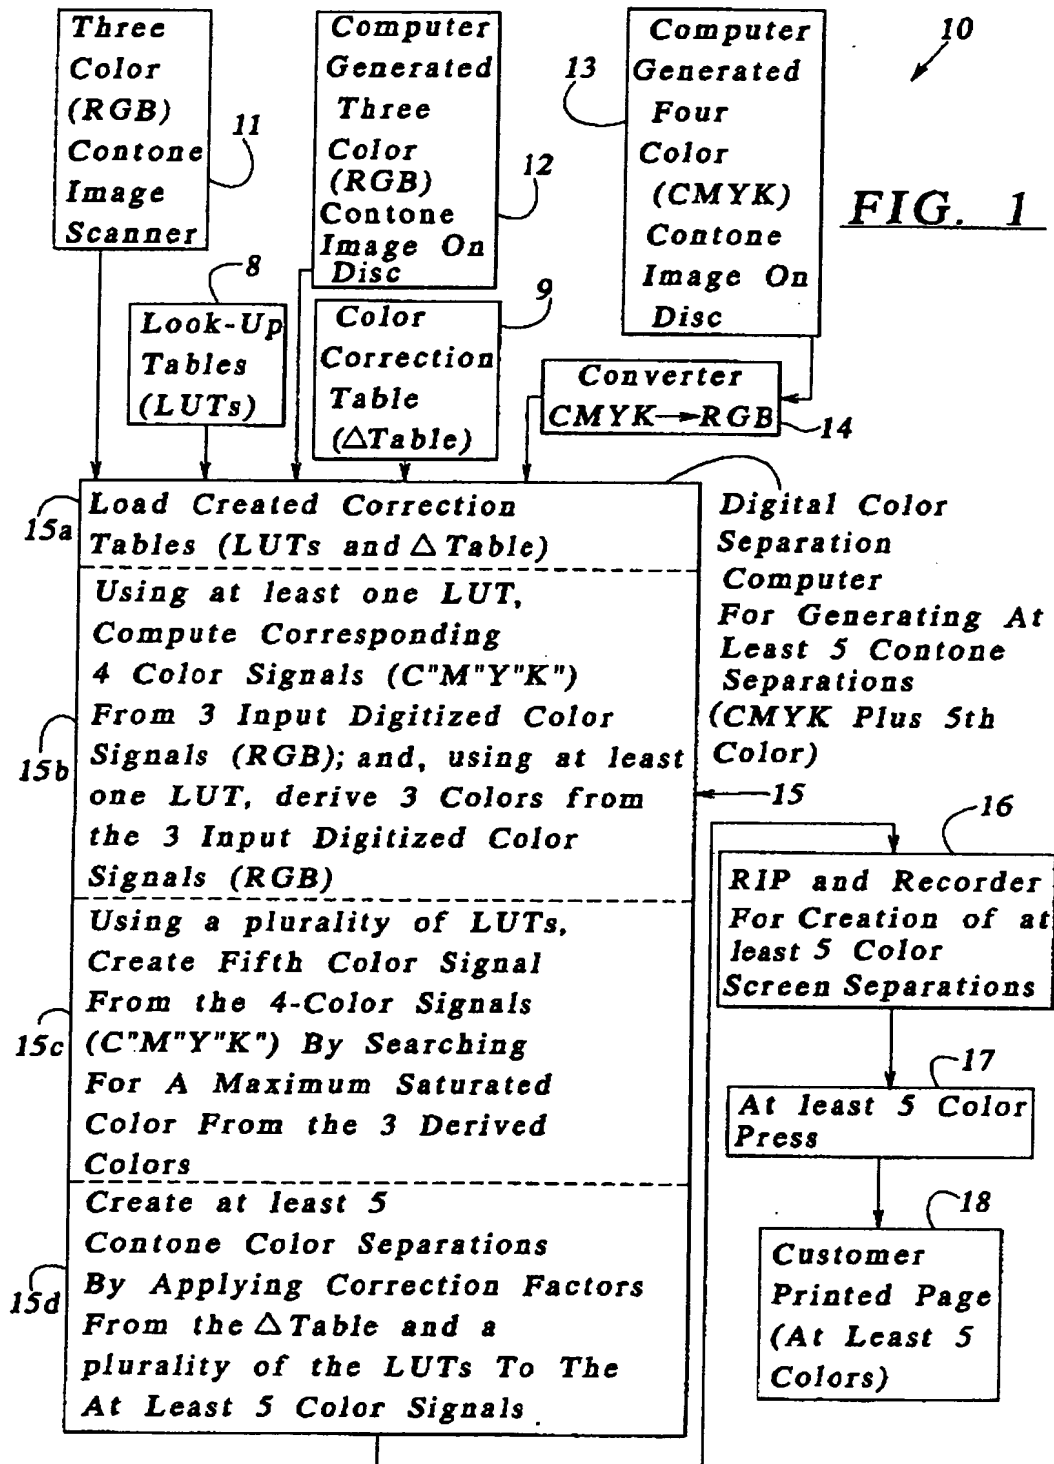 Three
Color
(RGB)
Contone
Image
Scanner
11
Computer
Generated
Three
Color
(RGB)
Contone
Image On
Disc
12
Computer
Generated
Four
Color
(CMYK)
Contone
Image On
Disc
13
10
FIG. 1
8
Look-Up
Tables
(LUTs)
9
Color
Correction
Table
(△Table)
Converter
CMYK→RGB
14
15a
Load Created Correction
Tables (LUTs and △ Table)
15b
Using at least one LUT,
Compute Corresponding
4 Color Signals (C"M"Y"K")
From 3 Input Digitized Color
Signals (RGB); and, using at least
one LUT, derive 3 Colors from
the 3 Input Digitized Color
Signals (RGB)
15c
Using a plurality of LUTs,
Create Fifth Color Signal
From the 4-Color Signals
(C"M"Y"K") By Searching
For A Maximum Saturated
Color From the 3 Derived
Colors
15d
Create at least 5
Contone Color Separations
By Applying Correction Factors
From the △ Table and a
plurality of the LUTs To The
At Least 5 Color Signals
Digital Color
Separation
Computer
For Generating At
Least 5 Contone
Separations
(CMYK Plus 5th
Color)
15
16
RIP and Recorder
For Creation of at
least 5 Color
Screen Separations
17
At least 5 Color
Press
18
Customer
Printed Page
(At Least 5
Colors)